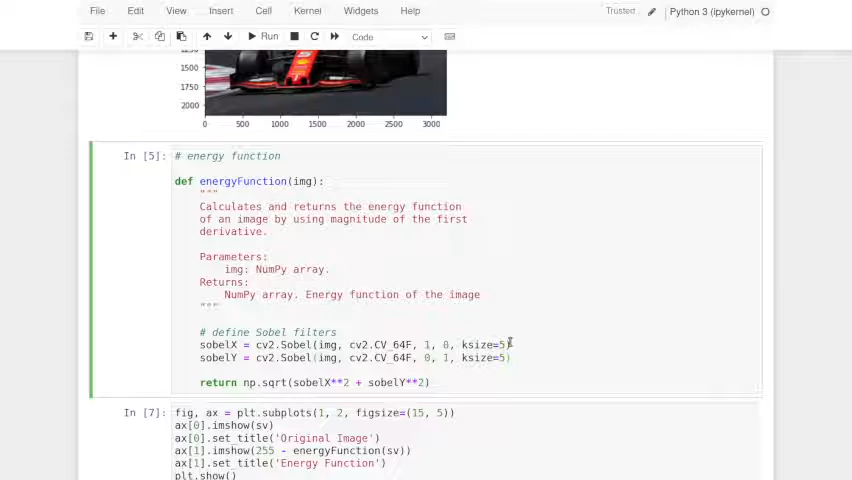 File Edit View Insert Cell Kernel Widgets Help Trusted Python 3 (ipykernel)
Run Code
1500
1750
2000
0 500 1000 1500 2000 2500 3000
In [5]: # energy function
def energyFunction(img):
"""
Calculates and returns the energy function
of an image by using magnitude of the first
derivative.
Parameters:
img: NumPy array.
Returns:
NumPy array. Energy function of the image
"""
# define Sobel filters
sobelX = cv2.Sobel(img, cv2.CV_64F, 1, 0, ksize=5)
sobelY = cv2.Sobel(img, cv2.CV_64F, 0, 1, ksize=5)
return np.sqrt(sobelX**2 + sobelY**2)
In [7]: fig, ax = plt.subplots(1, 2, figsize=(15, 5))
ax[0].imshow(sv)
ax[0].set_title('Original Image')
ax[1].imshow(255 - energyFunction(sv))
ax[1].set_title('Energy Function')
plt.show()